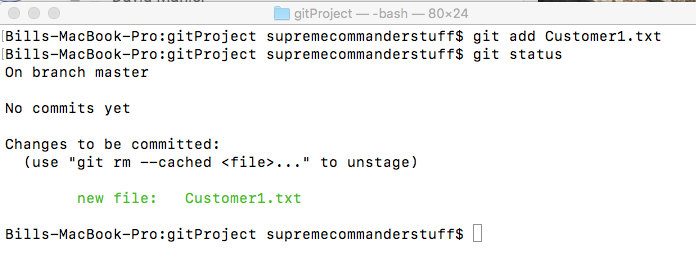 gitProject — -bash — 80×24
Bills-MacBook-Pro:gitProject supremecommanderstuff$ git add Customer1.txt
Bills-MacBook-Pro:gitProject supremecommanderstuff$ git status
On branch master
No commits yet
Changes to be committed:
(use "git rm --cached <file>..." to unstage)
new file:   Customer1.txt
Bills-MacBook-Pro:gitProject supremecommanderstuff$